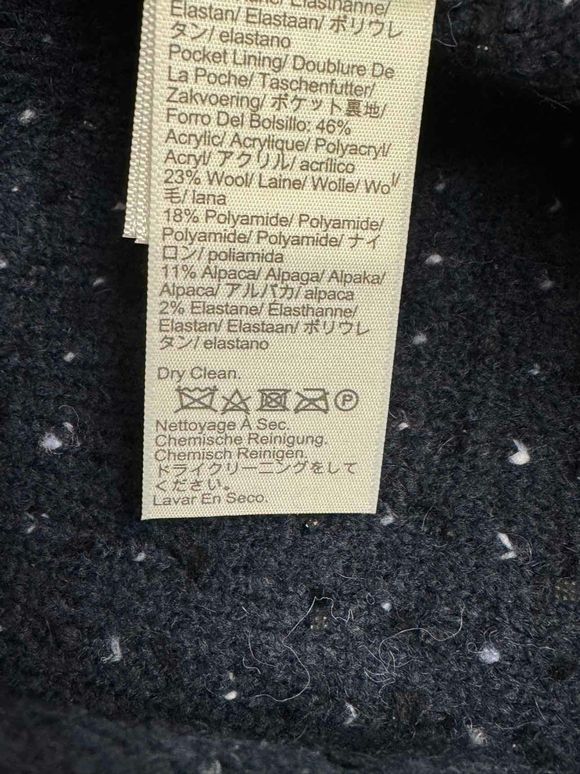 Elastane/ Elasthanne/
Elastan/ Elastaan/ ポリウレ
タン/ elastano
Pocket Lining/ Doublure De
La Poche/ Taschenfutter/
Zakvoering/ ポケット裏地/
Forro Del Bolsillo: 46%
Acrylic/ Acrylique/ Polyacryl/
Acryl/ アクリル/ acrílico
23% Wool/ Laine/ Wolle/ Wol/
毛/ lana
18% Polyamide/ Polyamide/
Polyamide/ Polyamide/ ナイ
ロン/ poliamida
11% Alpaca/ Alpaga/ Alpaka/
Alpaca/ アルパカ/ alpaca
2% Elastane/ Elasthanne/
Elastan/ Elastaan/ ポリウレ
タン/ elastano
Dry Clean.
P
Nettoyage À Sec.
Chemische Reinigung.
Chemisch Reinigen.
ドライクリーニングをして
ください。
Lavar En Seco.